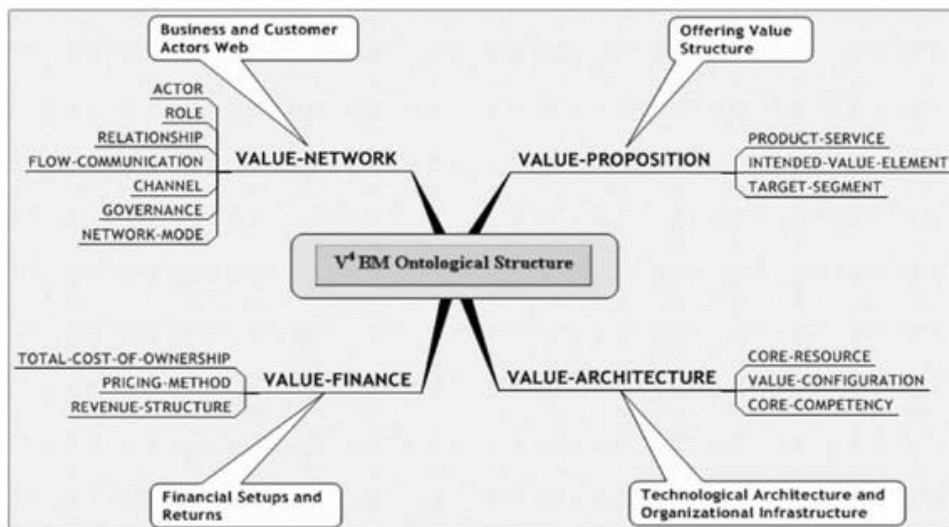 Business and Customer
Actors Web
Offering Value
Structure
ACTOR
ROLE
RELATIONSHIP
FLOW-COMMUNICATION
CHANNEL
GOVERNANCE
NETWORK-MODE
VALUE-NETWORK
VALUE-PROPOSITION
PRODUCT-SERVICE
INTENDED-VALUE-ELEMENT
TARGET-SEGMENT
V⁴ BM Ontological Structure
TOTAL-COST-OF-OWNERSHIP
PRICING-METHOD
REVENUE-STRUCTURE
VALUE-FINANCE
VALUE-ARCHITECTURE
CORE-RESOURCE
VALUE-CONFIGURATION
CORE-COMPETENCY
Financial Setups and
Returns
Technological Architecture and
Organizational Infrastructure